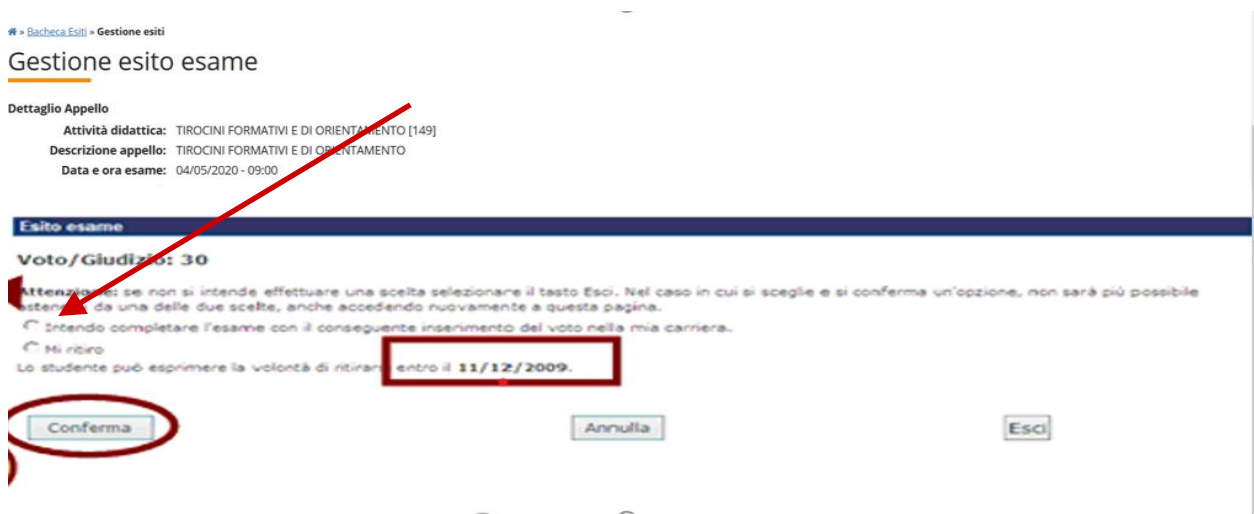 » Bacheca Esiti » Gestione esiti
Gestione esito esame
Dettaglio Appello
Attività didattica: TIROCINI FORMATIVI E DI ORIENTAMENTO [149]
Descrizione appello: TIROCINI FORMATIVI E DI ORIENTAMENTO
Data e ora esame: 04/05/2020 - 09:00
Esito esame
Voto/Giudizio: 30
Attenzione: se non si intende effettuare una scelta selezionare il tasto Esci. Nel caso in cui si sceglie e si conferma un'opzione, non sarà più possibile
astenersi da una delle due scelte, anche accedendo nuovamente a questa pagina.
Intendo completare l'esame con il conseguente inserimento del voto nella mia carriera.
Mi ritiro
Lo studente può esprimere la volontà di ritirars entro il 11/12/2009.
Conferma Annulla Esci